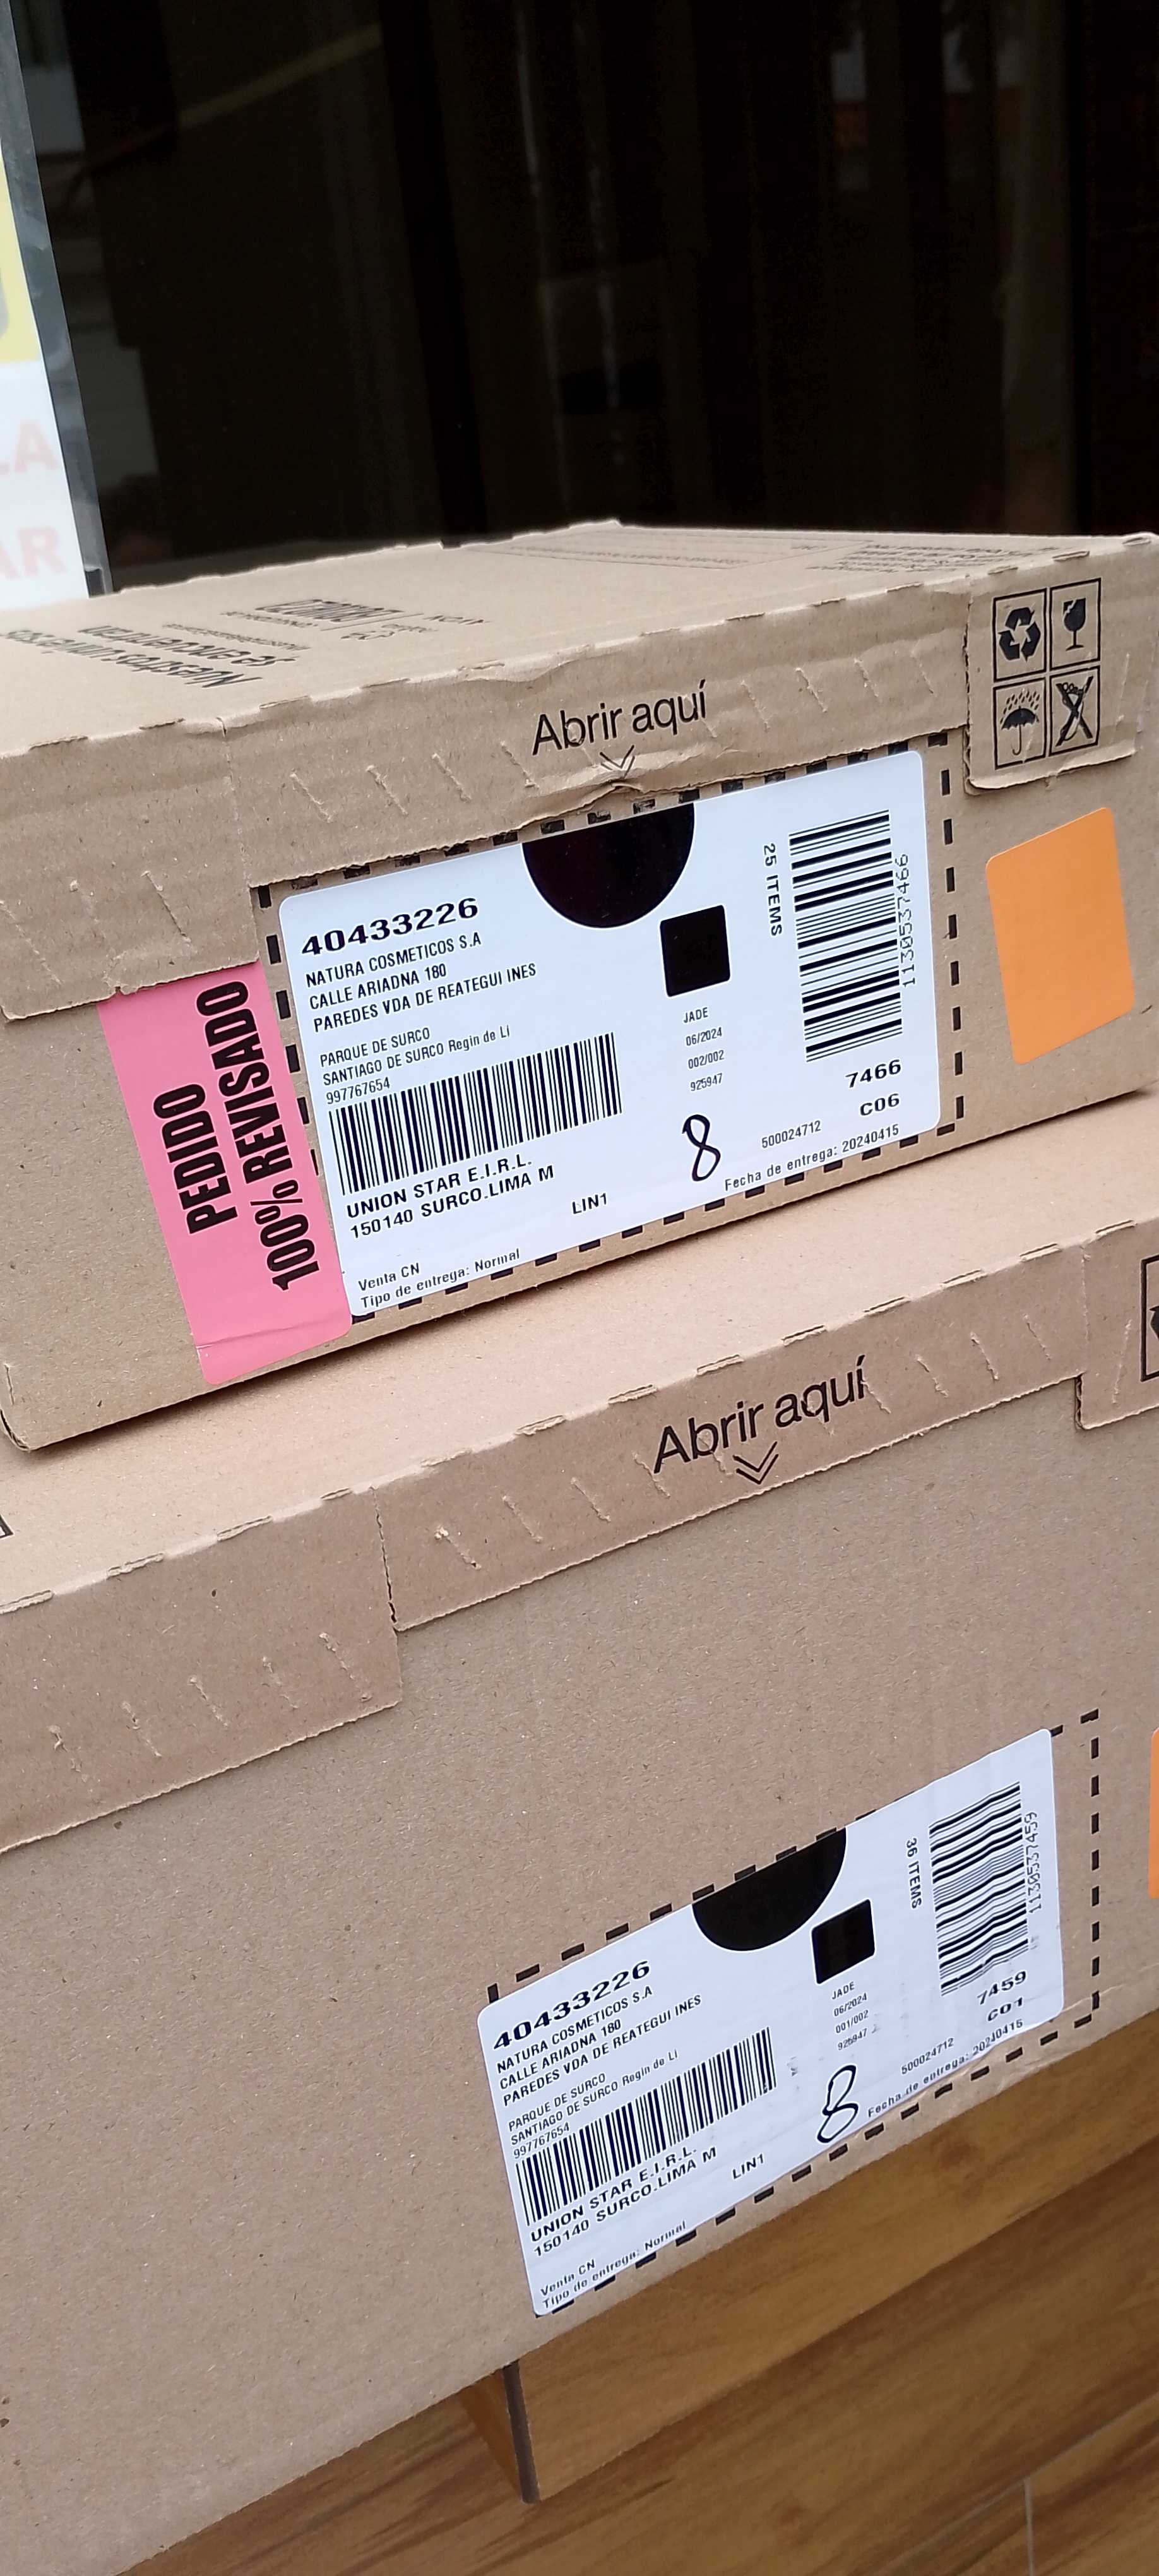 LA
AR
Abrir aquí
PEDIDO
100% REVISADO
40433226
NATURA COSMETICOS S.A
CALLE ARIADNA 180
PAREDES VDA DE REATEGUI INES
PARQUE DE SURCO
SANTIAGO DE SURCO Regin de Li
997767654
UNION STAR E.I.R.L.
150140 SURCO.LIMA M
LIN1
Venta CN
Tipo de entrega: Normal
25 ITEMS
1130537466
JADE
06/2024
002/002
925947
7466
C06
8
500024712
Fecha de entrega: 20240415
Abrir aquí
40433226
NATURA COSMETICOS S.A
CALLE ARIADNA 180
PAREDES VDA DE REATEGUI INES
PARQUE DE SURCO
SANTIAGO DE SURCO Regin de Li
997767654
UNION STAR E.I.R.L.
150140 SURCO.LIMA M
LIN1
Venta CN
Tipo de entrega: Normal
36 ITEMS
1130537459
JADE
06/2024
001/002
925947
7459
C01
8
500024712
Fecha de entrega: 20240415